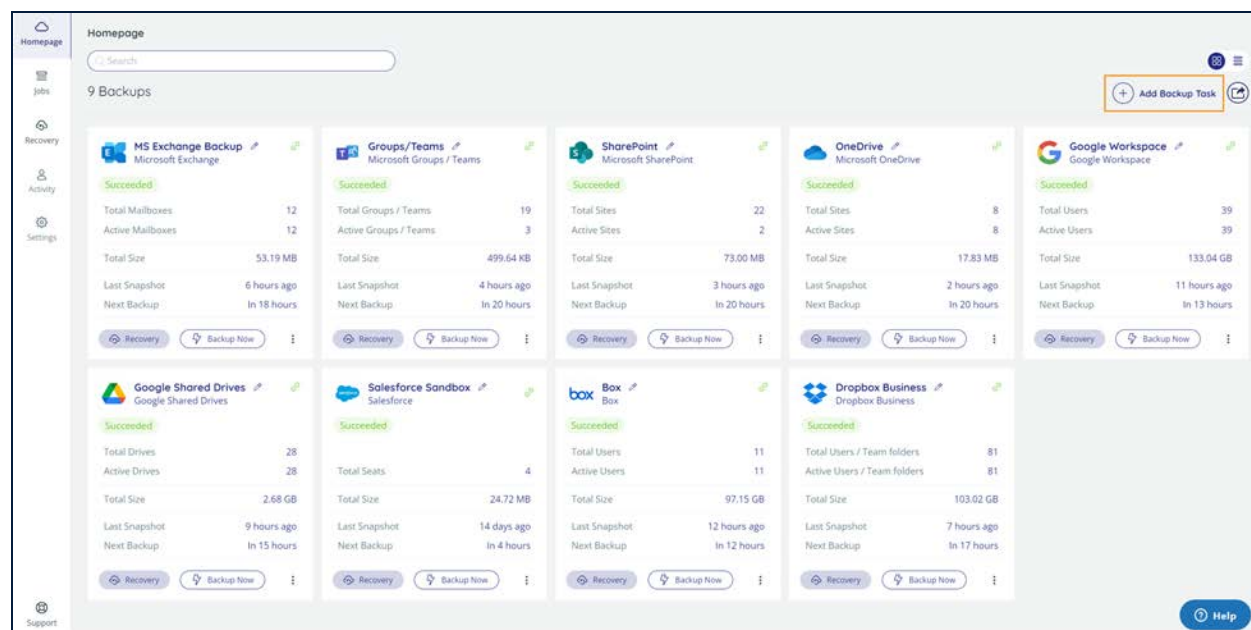 Homepage
Jobs
Recovery
Activity
Settings
Support
Homepage
Search
9 Backups
Add Backup Task
MS Exchange Backup
Microsoft Exchange
Succeeded
Total Mailboxes 12
Active Mailboxes 12
Total Size 53.19 MB
Last Snapshot 6 hours ago
Next Backup In 18 hours
Recovery Backup Now
Groups/Teams
Microsoft Groups / Teams
Succeeded
Total Groups / Teams 19
Active Groups / Teams 3
Total Size 499.64 KB
Last Snapshot 4 hours ago
Next Backup In 20 hours
Recovery Backup Now
SharePoint
Microsoft SharePoint
Succeeded
Total Sites 22
Active Sites 2
Total Size 73.00 MB
Last Snapshot 3 hours ago
Next Backup In 20 hours
Recovery Backup Now
OneDrive
Microsoft OneDrive
Succeeded
Total Sites 8
Active Sites 8
Total Size 17.83 MB
Last Snapshot 2 hours ago
Next Backup In 20 hours
Recovery Backup Now
Google Workspace
Google Workspace
Succeeded
Total Users 39
Active Users 39
Total Size 133.04 GB
Last Snapshot 11 hours ago
Next Backup In 13 hours
Recovery Backup Now
Google Shared Drives
Google Shared Drives
Succeeded
Total Drives 28
Active Drives 28
Total Size 2.68 GB
Last Snapshot 9 hours ago
Next Backup In 15 hours
Recovery Backup Now
Salesforce Sandbox
Salesforce
Succeeded
Total Seats 4
Total Size 24.72 MB
Last Snapshot 14 days ago
Next Backup In 4 hours
Recovery Backup Now
box
Box
Box
Succeeded
Total Users 11
Active Users 11
Total Size 97.15 GB
Last Snapshot 12 hours ago
Next Backup In 12 hours
Recovery Backup Now
Dropbox Business
Dropbox Business
Succeeded
Total Users / Team folders 81
Active Users / Team folders 81
Total Size 103.02 GB
Last Snapshot 7 hours ago
Next Backup In 17 hours
Recovery Backup Now
Help